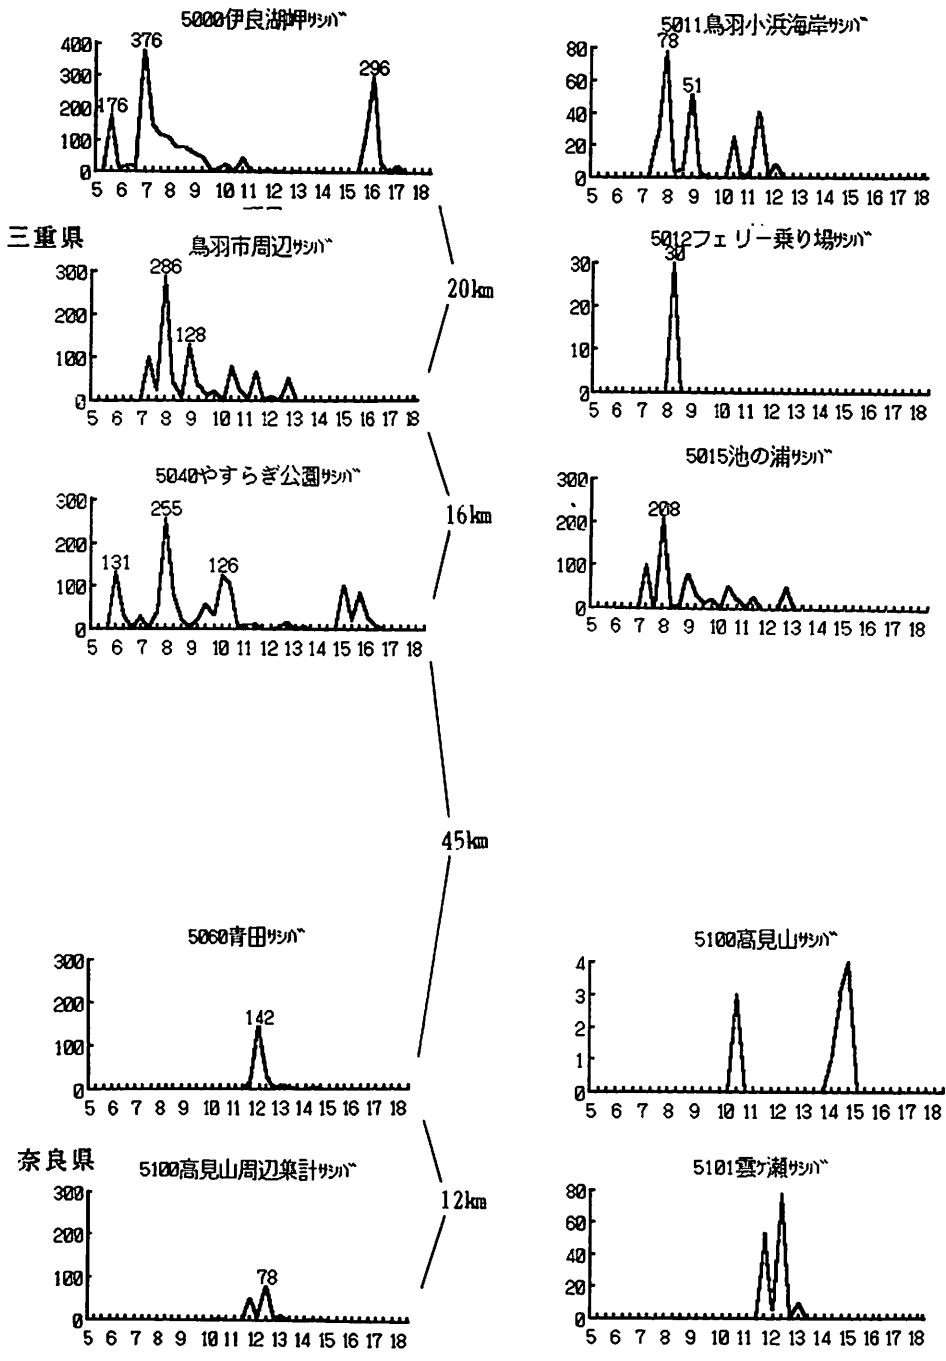 5000伊良湖岬サシバ
400
300
200
100
0
176
376
296
5 6 7 8 9 10 11 12 13 14 15 16 17 18
5011鳥羽小浜海岸サシバ
80
60
40
20
0
78
51
5 6 7 8 9 10 11 12 13 14 15 16 17 18
三重県
鳥羽市周辺サシバ
300
200
100
0
286
128
5 6 7 8 9 10 11 12 13 14 15 16 17 18
20km
5012フェリー乗り場サシバ
30
20
10
0
30
5 6 7 8 9 10 11 12 13 14 15 16 17 18
5040やすらぎ公園サシバ
300
200
100
0
131
255
126
5 6 7 8 9 10 11 12 13 14 15 16 17 18
16km
5015池の浦サシバ
300
200
100
0
208
5 6 7 8 9 10 11 12 13 14 15 16 17 18
45km
5060青田サシバ
300
200
100
0
142
5 6 7 8 9 10 11 12 13 14 15 16 17 18
5100高見山サシバ
4
3
2
1
0
5 6 7 8 9 10 11 12 13 14 15 16 17 18
奈良県
5100高見山周辺集計サシバ
300
200
100
0
78
5 6 7 8 9 10 11 12 13 14 15 16 17 18
12km
5101雲ケ瀬サシバ
80
60
40
20
0
5 6 7 8 9 10 11 12 13 14 15 16 17 18